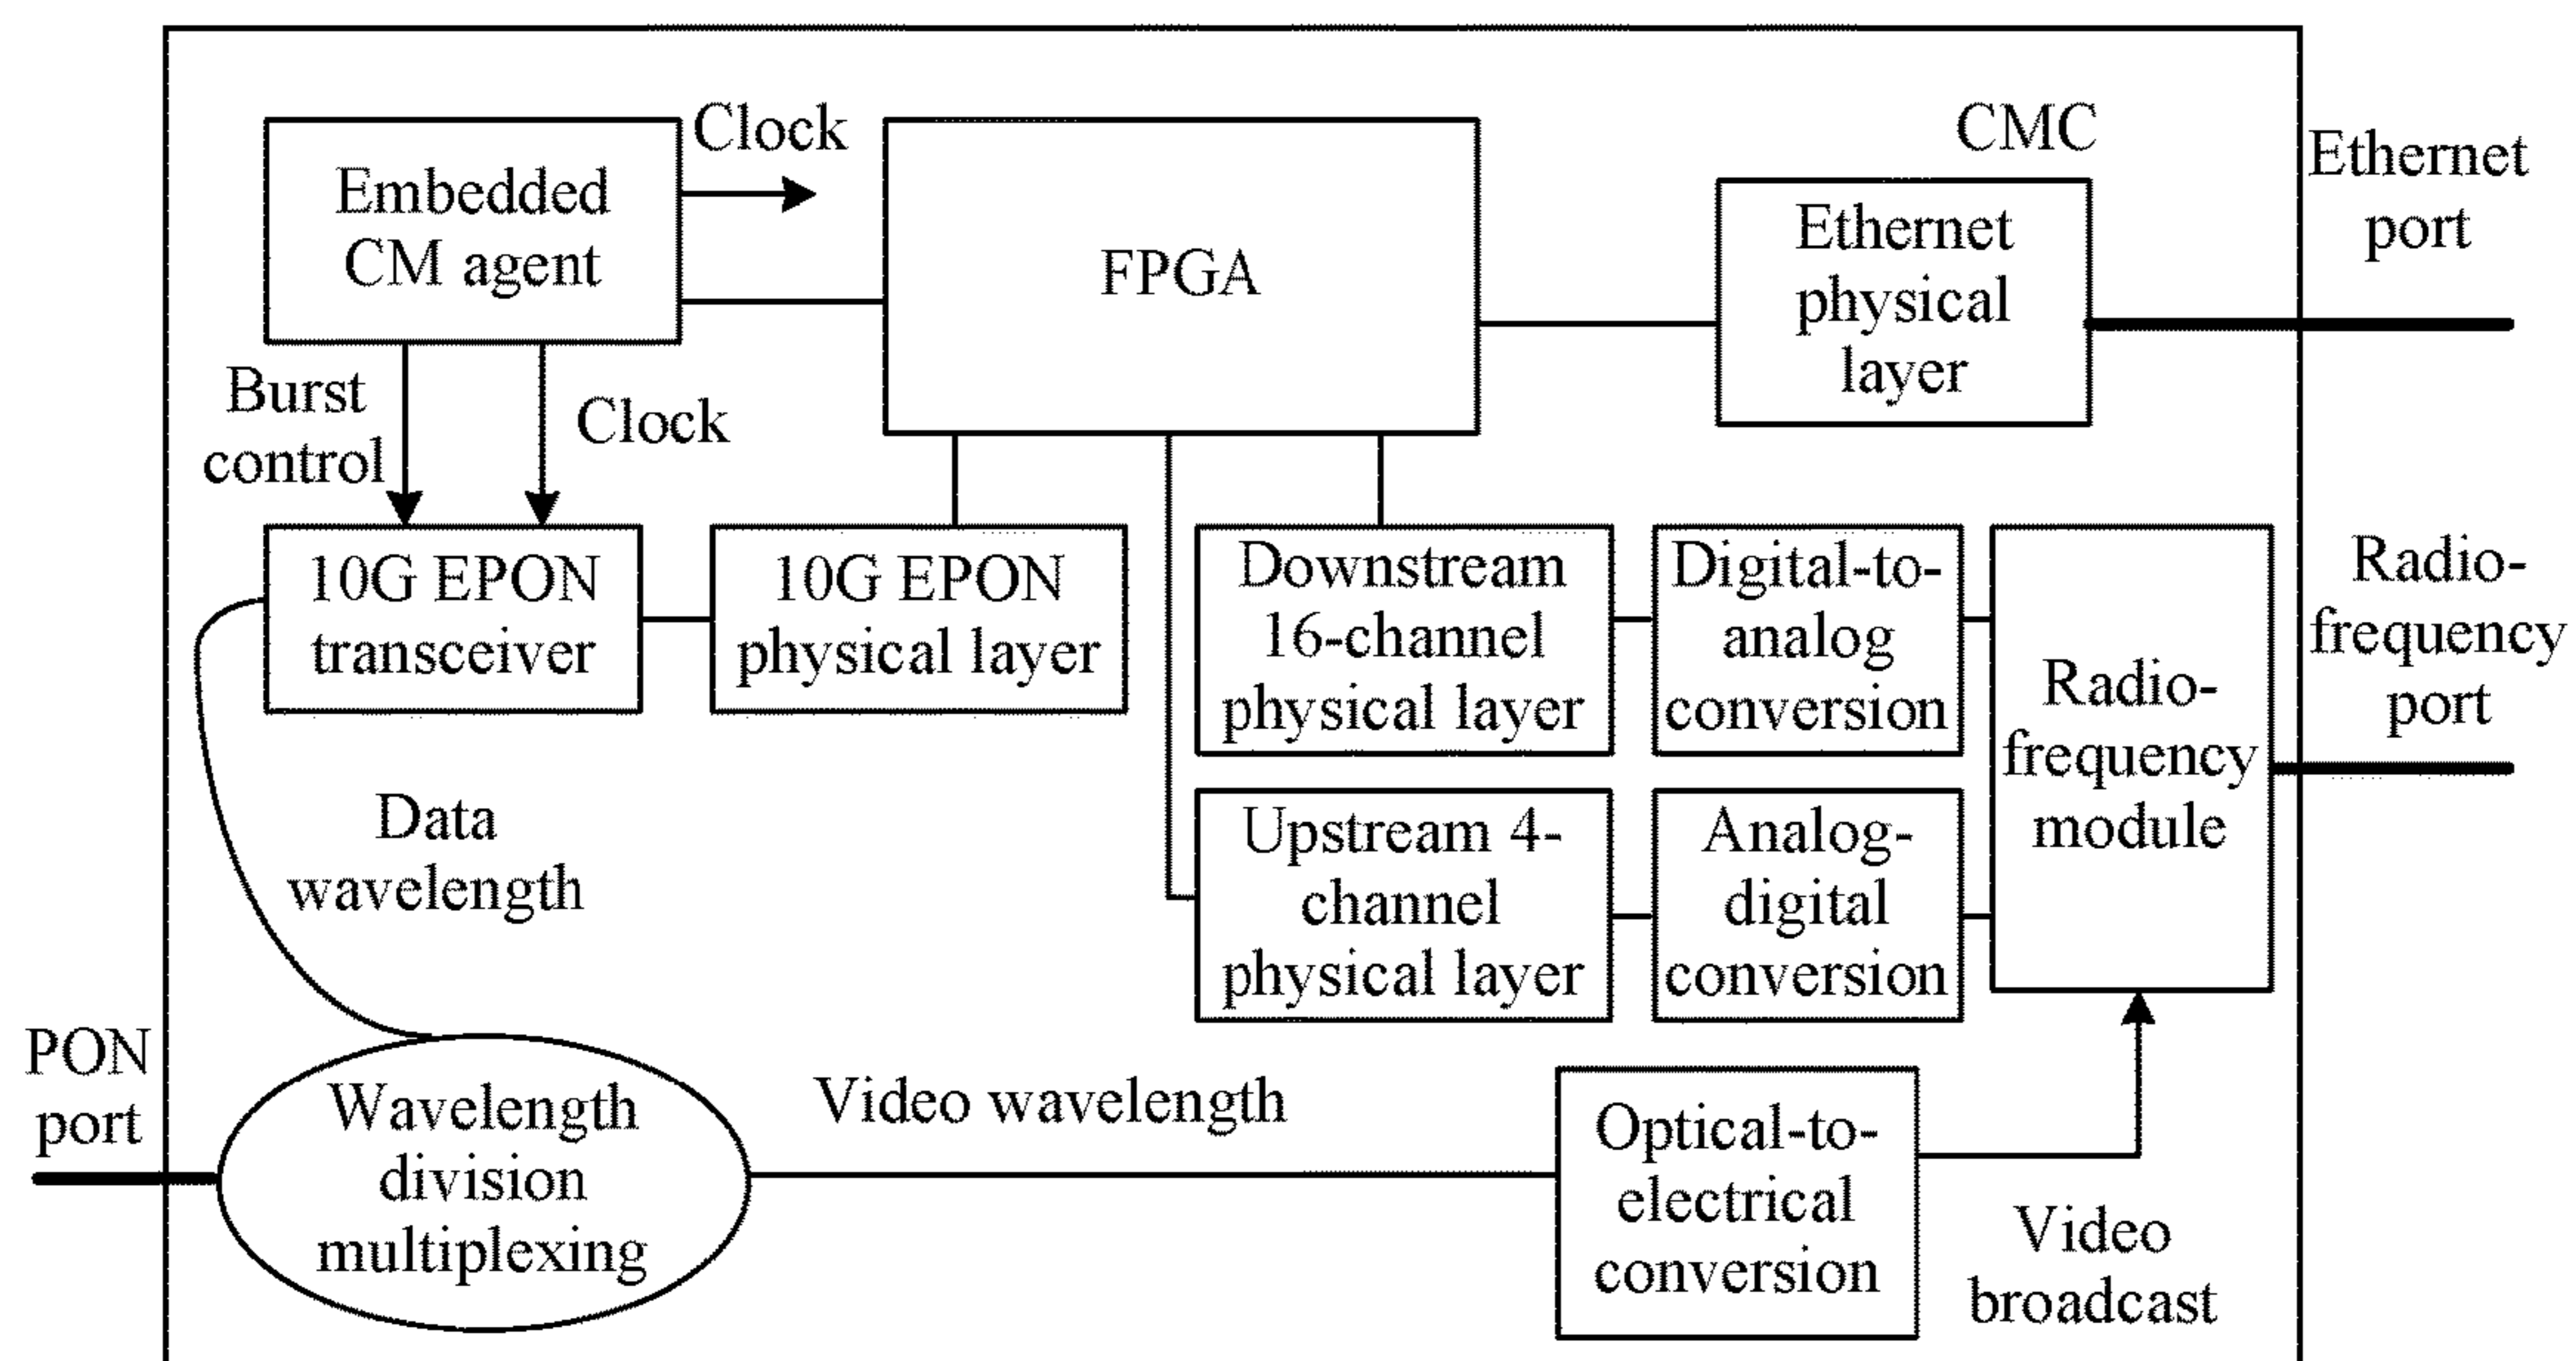 Clock
CMC
Embedded
CM agent
FPGA
Ethernet
physical
layer
Ethernet
port
Burst
control
Clock
10G EPON
transceiver
10G EPON
physical layer
Downstream
16-channel
physical layer
Digital-to-
analog
conversion
Radio-
frequency
module
Radio-
frequency
port
Data
wavelength
Upstream 4-
channel
physical layer
Analog-
digital
conversion
PON
port
Wavelength
division
multiplexing
Video wavelength
Optical-to-
electrical
conversion
Video
broadcast